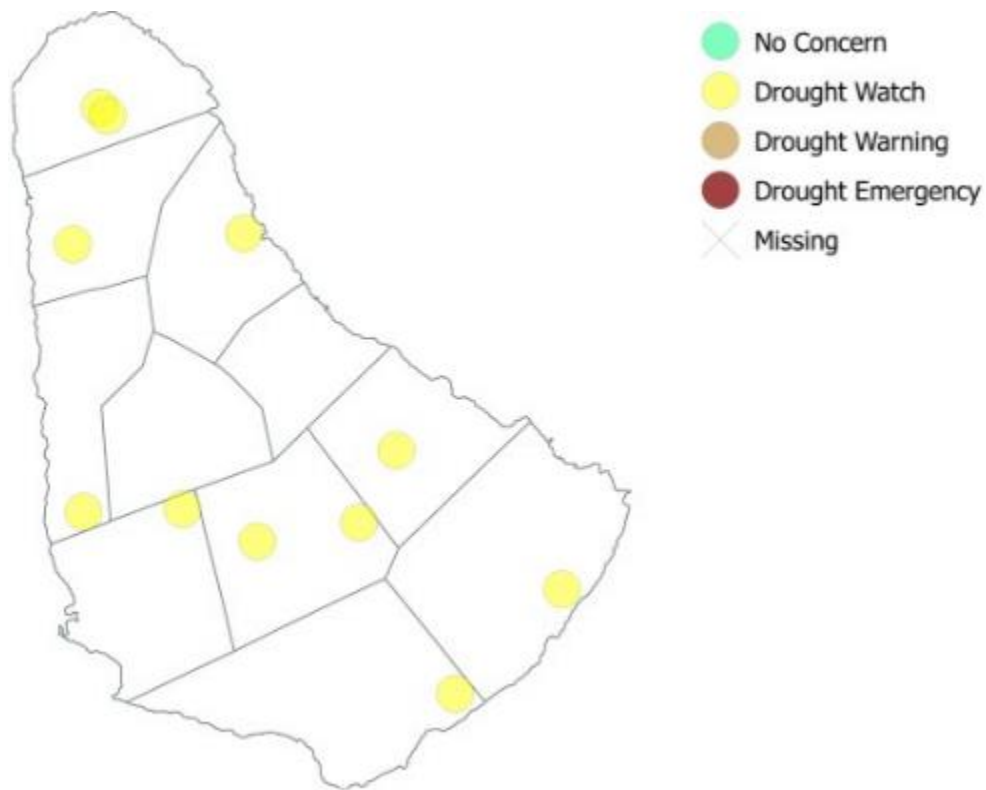 No Concern
Drought Watch
Drought Warning
Drought Emergency
Missing